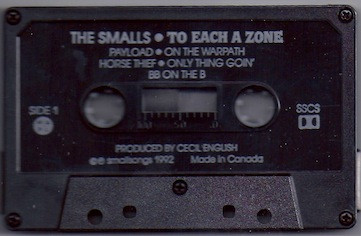 THE SMALLS • TO EACH A ZONE
PAYLOAD • ON THE WARPATH
HORSE THIEF • ONLY THING GOIN'
BB ON THE B
SIDE 1
SSCS
PRODUCED BY CECIL ENGLISH
©℗ smallsongs 1992 Made in Canada